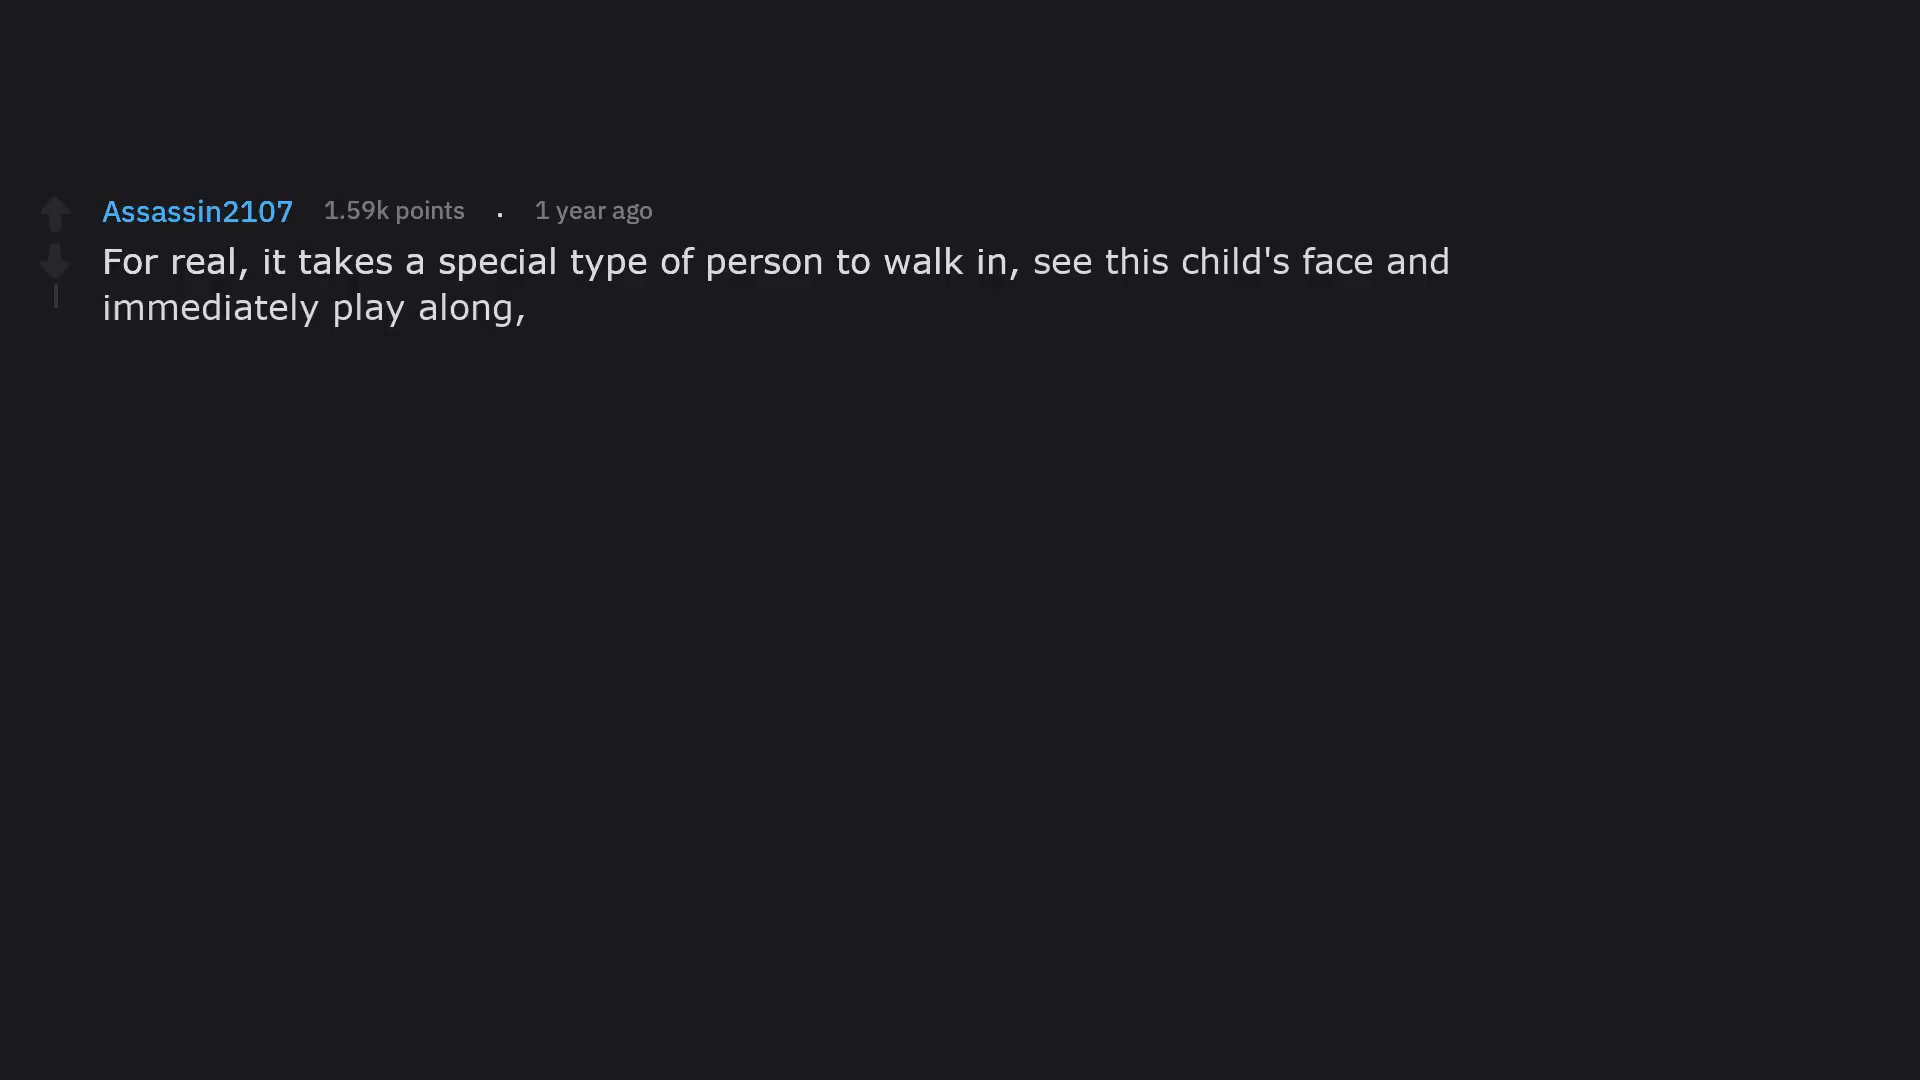 Assassin2107 1.59k points . 1 year ago
For real, it takes a special type of person to walk in, see this child's face and
immediately play along,